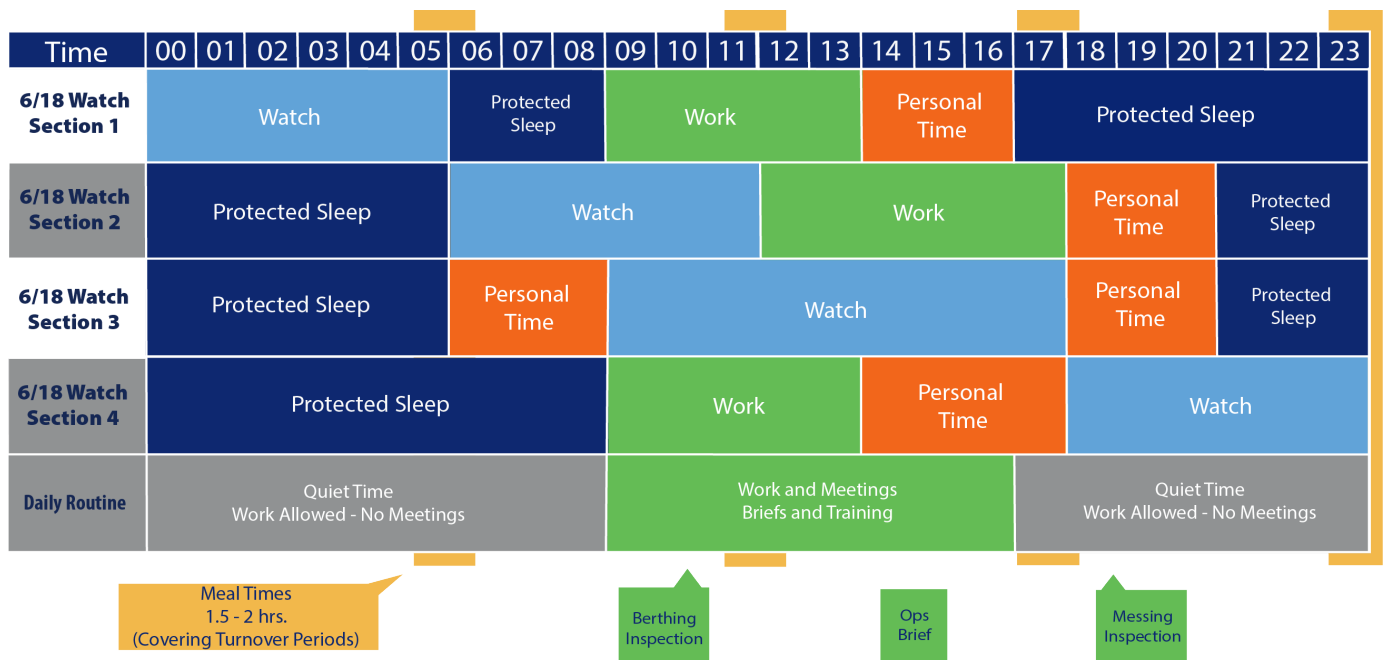 Time 00 01 02 03 04 05 06 07 08 09 10 11 12 13 14 15 16 17 18 19 20 21 22 23
6/18 Watch
Section 1
Watch
Protected
Sleep
Work
Personal
Time
Protected Sleep
6/18 Watch
Section 2
Protected Sleep
Watch
Work
Personal
Time
Protected
Sleep
6/18 Watch
Section 3
Protected Sleep
Personal
Time
Watch
Personal
Time
Protected
Sleep
6/18 Watch
Section 4
Protected Sleep
Work
Personal
Time
Watch
Daily Routine
Quiet Time
Work Allowed - No Meetings
Work and Meetings
Briefs and Training
Quiet Time
Work Allowed - No Meetings
Meal Times
1.5 - 2 hrs.
(Covering Turnover Periods)
Berthing
Inspection
Ops
Brief
Messing
Inspection